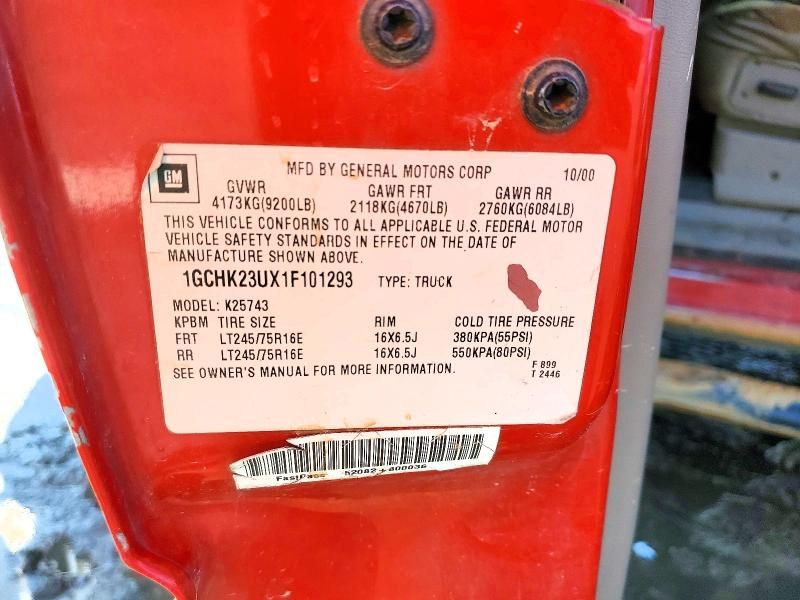 GM
MFD BY GENERAL MOTORS CORP 10/00
GVWR GAWR FRT GAWR RR
4173KG(9200LB) 2118KG(4670LB) 2760KG(6084LB)
THIS VEHICLE CONFORMS TO ALL APPLICABLE U.S. FEDERAL MOTOR
VEHICLE SAFETY STANDARDS IN EFFECT ON THE DATE OF
MANUFACTURE SHOWN ABOVE.
1GCHK23UX1F101293 TYPE: TRUCK
MODEL: K25743
KPBM TIRE SIZE RIM COLD TIRE PRESSURE
FRT LT245/75R16E 16X6.5J 380KPA(55PSI)
RR LT245/75R16E 16X6.5J 550KPA(80PSI)
SEE OWNER'S MANUAL FOR MORE INFORMATION.
F 899
T 2446